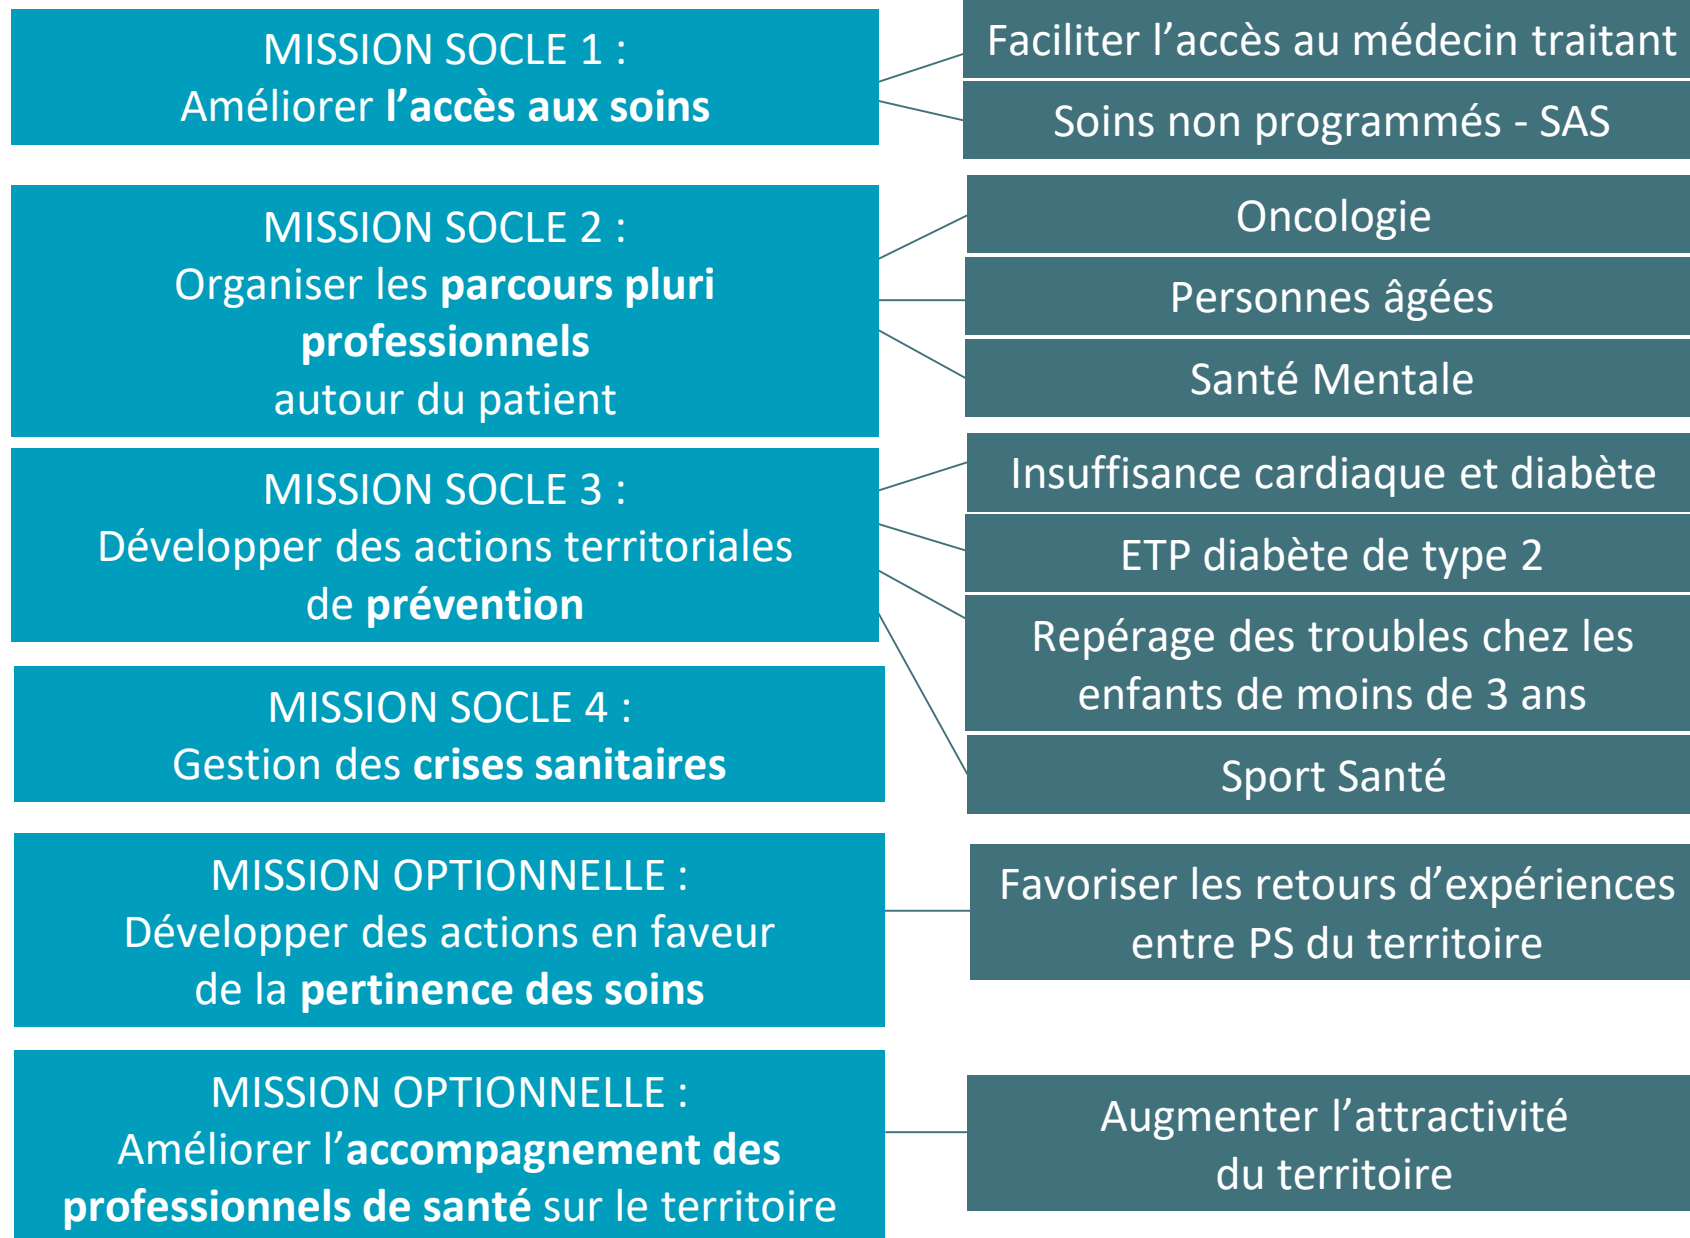 MISSION SOCLE 1 :
Améliorer l’accès aux soins
Faciliter l’accès au médecin traitant
Soins non programmés - SAS
MISSION SOCLE 2 :
Organiser les parcours pluri
professionnels
autour du patient
Oncologie
Personnes âgées
Santé Mentale
MISSION SOCLE 3 :
Développer des actions territoriales
de prévention
Insuffisance cardiaque et diabète
ETP diabète de type 2
Repérage des troubles chez les
enfants de moins de 3 ans
Sport Santé
MISSION SOCLE 4 :
Gestion des crises sanitaires
MISSION OPTIONNELLE :
Développer des actions en faveur
de la pertinence des soins
Favoriser les retours d’expériences
entre PS du territoire
MISSION OPTIONNELLE :
Améliorer l’accompagnement des
professionnels de santé sur le territoire
Augmenter l’attractivité
du territoire